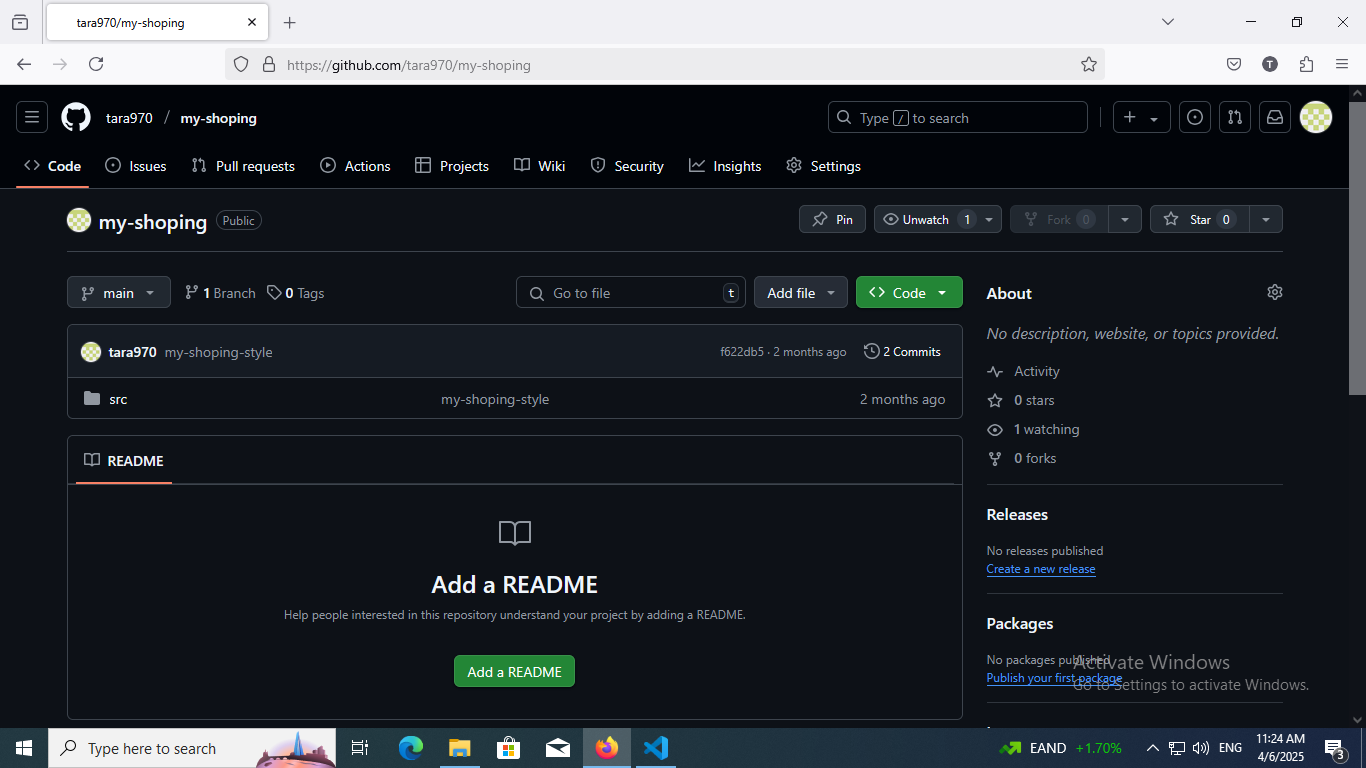 tara970/my-shoping
https://github.com/tara970/my-shoping
T
tara970 / my-shoping
Type / to search
Code Issues Pull requests Actions Projects Wiki Security Insights Settings
my-shoping Public
Pin Unwatch 1 Fork 0 Star 0
main 1 Branch 0 Tags Go to file t Add file Code
tara970 my-shoping-style f622db5 · 2 months ago 2 Commits
src my-shoping-style 2 months ago
README
Add a README
Help people interested in this repository understand your project by adding a README.
Add a README
About
No description, website, or topics provided.
Activity
0 stars
1 watching
0 forks
Releases
No releases published
Create a new release
Packages
No packages published
Publish your first package
Activate Windows
Go to Settings to activate Windows.
Type here to search
EAND +1.70%
ENG
11:24 AM
4/6/2025
3